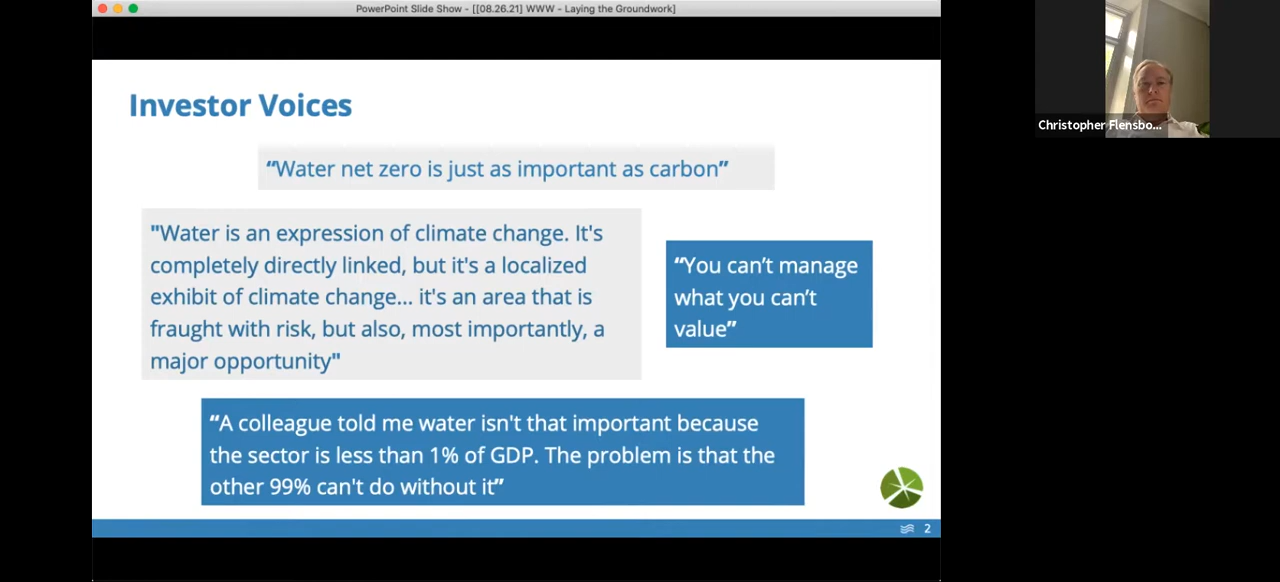 PowerPoint Slide Show - [[08.26.21] WWW - Laying the Groundwork]
Investor Voices
“Water net zero is just as important as carbon”
"Water is an expression of climate change. It's
completely directly linked, but it's a localized
exhibit of climate change... it's an area that is
fraught with risk, but also, most importantly, a
major opportunity"
“You can’t manage
what you can’t
value”
“A colleague told me water isn't that important because
the sector is less than 1% of GDP. The problem is that the
other 99% can't do without it”
2
Christopher Flensbo...